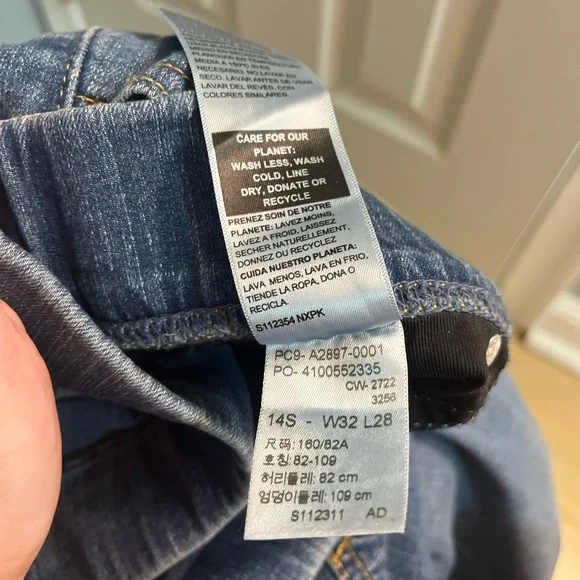 PLANCHAR EN TEMPERATURA
MEDIA A 150°C SI ES
NECESARIO. NO LAVAR EN
SECO. LAVAR ANTES DE USAR.
LAVAR DEL REVÉS, CON
COLORES SIMILARES.
CARE FOR OUR
PLANET:
WASH LESS, WASH
COLD, LINE
DRY, DONATE OR
RECYCLE
PRENEZ SOIN DE NOTRE
PLANETE: LAVEZ MOINS,
LAVEZ A FROID, LAISSEZ
SECHER NATURELLEMENT,
DONNEZ OU RECYCLEZ
CUIDA NUESTRO PLANETA:
LAVA MENOS, LAVA EN FRIO,
TIENDE LA ROPA, DONA O
RECICLA.
S112354 NXPK
PC9- A2897-0001
PO- 4100552335
CW- 2722
3256
14S - W32 L28
尺码: 160/82A
호칭: 82-109
허리둘레: 82 cm
엉덩이둘레: 109 cm
S112311 AD